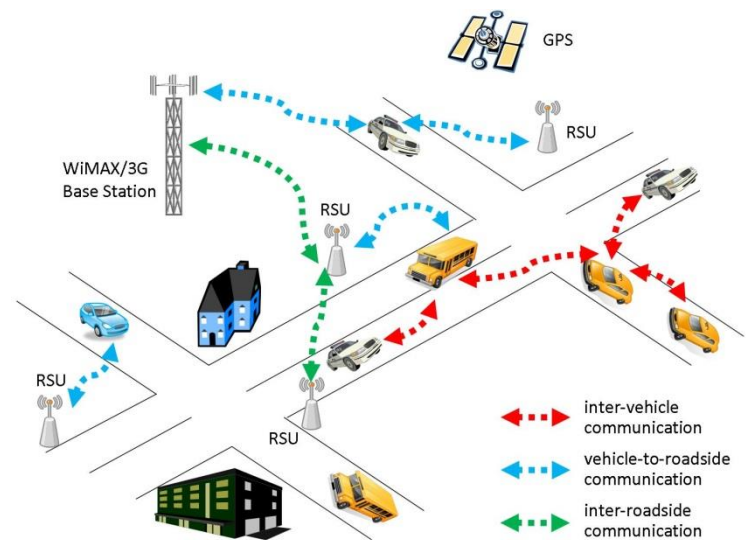 GPS
RSU
WiMAX/3G
Base Station
RSU
RSU
RSU
inter-vehicle
communication
vehicle-to-roadside
communication
inter-roadside
communication